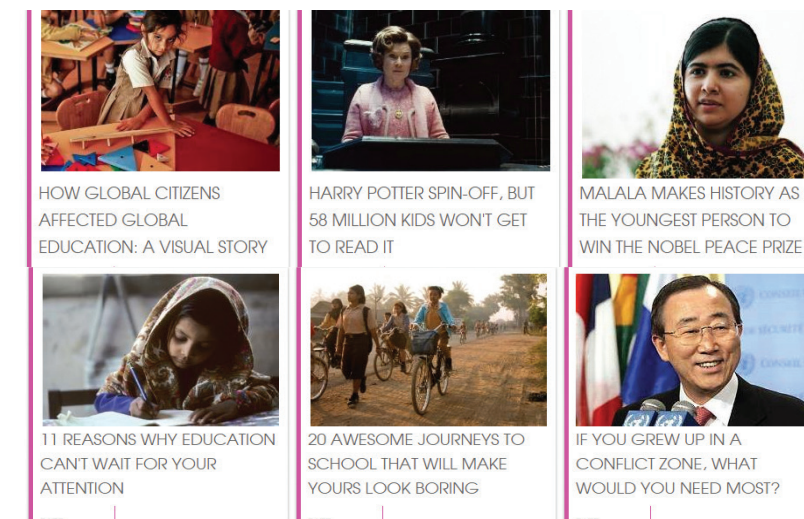 HOW GLOBAL CITIZENS
AFFECTED GLOBAL
EDUCATION: A VISUAL STORY
HARRY POTTER SPIN-OFF, BUT
58 MILLION KIDS WON'T GET
TO READ IT
MALALA MAKES HISTORY AS
THE YOUNGEST PERSON TO
WIN THE NOBEL PEACE PRIZE
11 REASONS WHY EDUCATION
CAN'T WAIT FOR YOUR
ATTENTION
20 AWESOME JOURNEYS TO
SCHOOL THAT WILL MAKE
YOURS LOOK BORING
IF YOU GREW UP IN A
CONFLICT ZONE, WHAT
WOULD YOU NEED MOST?